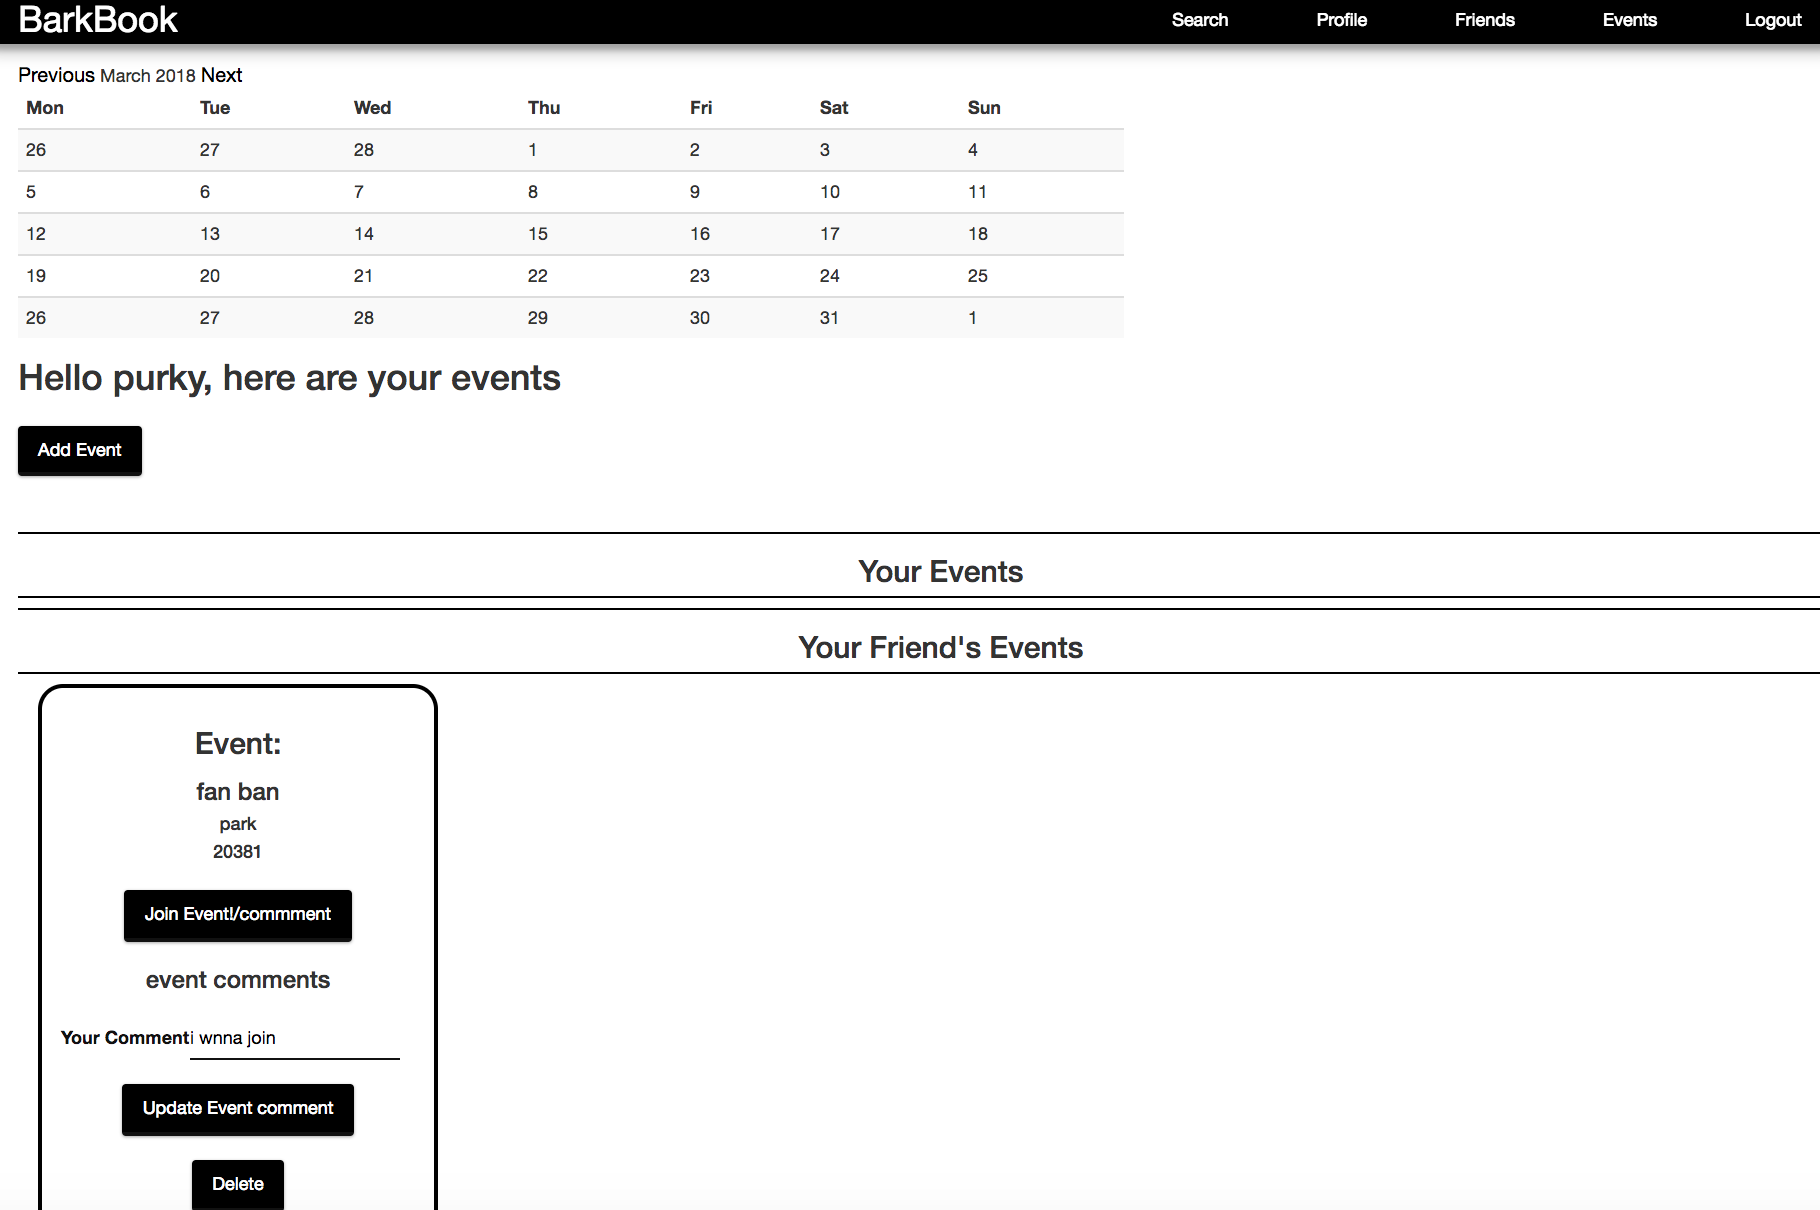 BarkBook Search Profile Friends Events Logout
Previous March 2018 Next
Mon Tue Wed Thu Fri Sat Sun
26 27 28 1 2 3 4
5 6 7 8 9 10 11
12 13 14 15 16 17 18
19 20 21 22 23 24 25
26 27 28 29 30 31 1
Hello purky, here are your events
Add Event
Your Events
Your Friend's Events
Event:
fan ban
park
20381
Join Event!/commment
event comments
Your Comment i wnna join
Update Event comment
Delete